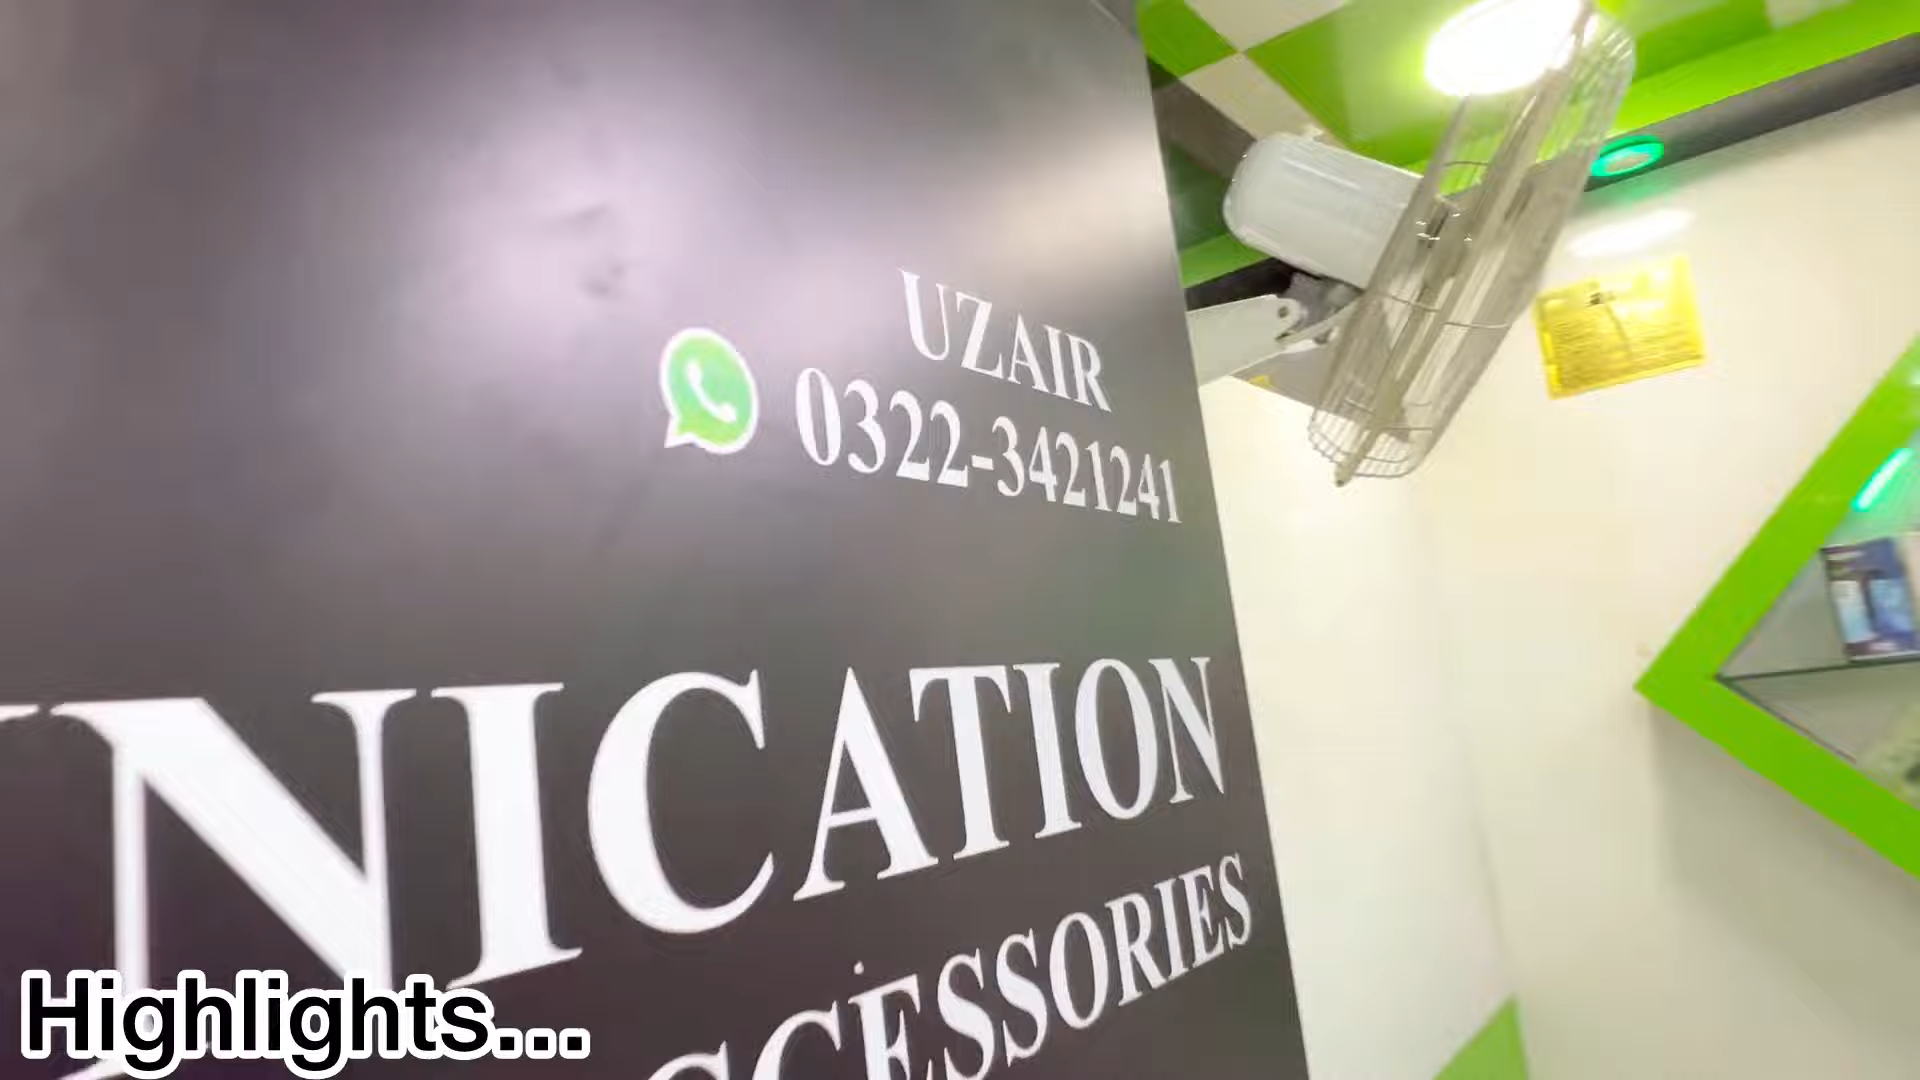 UZAIR
0322-3421241
NICATION
CCESSORIES
Highlights...